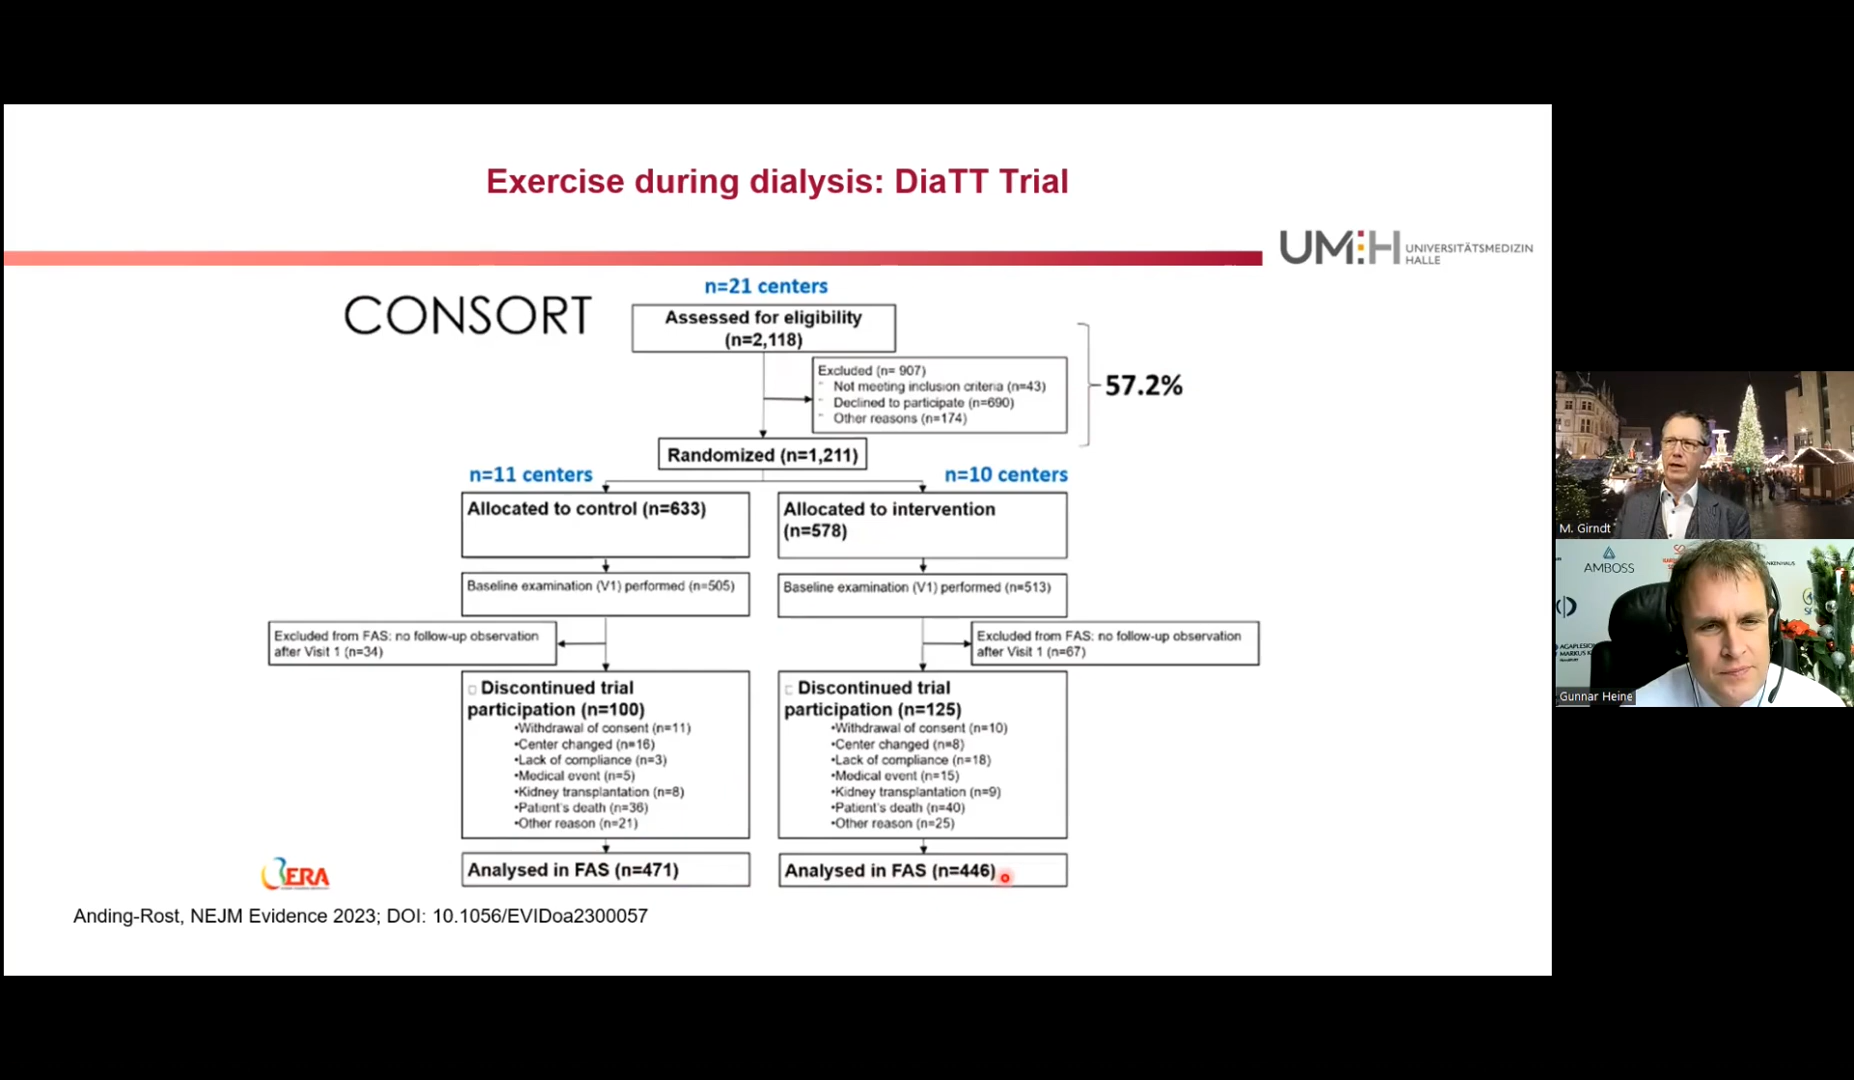 Exercise during dialysis: DiaTT Trial
UM:H UNIVERSITÄTSMEDIZIN
HALLE
CONSORT
n=21 centers
Assessed for eligibility
(n=2,118)
Excluded (n= 907)
- Not meeting inclusion criteria (n=43)
- Declined to participate (n=690)
- Other reasons (n=174)
57.2%
Randomized (n=1,211)
n=11 centers
n=10 centers
Allocated to control (n=633)
Allocated to intervention
(n=578)
Baseline examination (V1) performed (n=505)
Baseline examination (V1) performed (n=513)
Excluded from FAS: no follow-up observation
after Visit 1 (n=34)
Excluded from FAS: no follow-up observation
after Visit 1 (n=67)
Discontinued trial
participation (n=100)
•Withdrawal of consent (n=11)
•Center changed (n=16)
•Lack of compliance (n=3)
•Medical event (n=5)
•Kidney transplantation (n=8)
•Patient's death (n=36)
•Other reason (n=21)
Discontinued trial
participation (n=125)
•Withdrawal of consent (n=10)
•Center changed (n=8)
•Lack of compliance (n=18)
•Medical event (n=15)
•Kidney transplantation (n=9)
•Patient's death (n=40)
•Other reason (n=25)
Analysed in FAS (n=471)
Analysed in FAS (n=446)
ERA
Anding-Rost, NEJM Evidence 2023; DOI: 10.1056/EVIDoa2300057
M. Girndt
AMBOSS
AGAPLESION
MARKUS K
Gunnar Heine